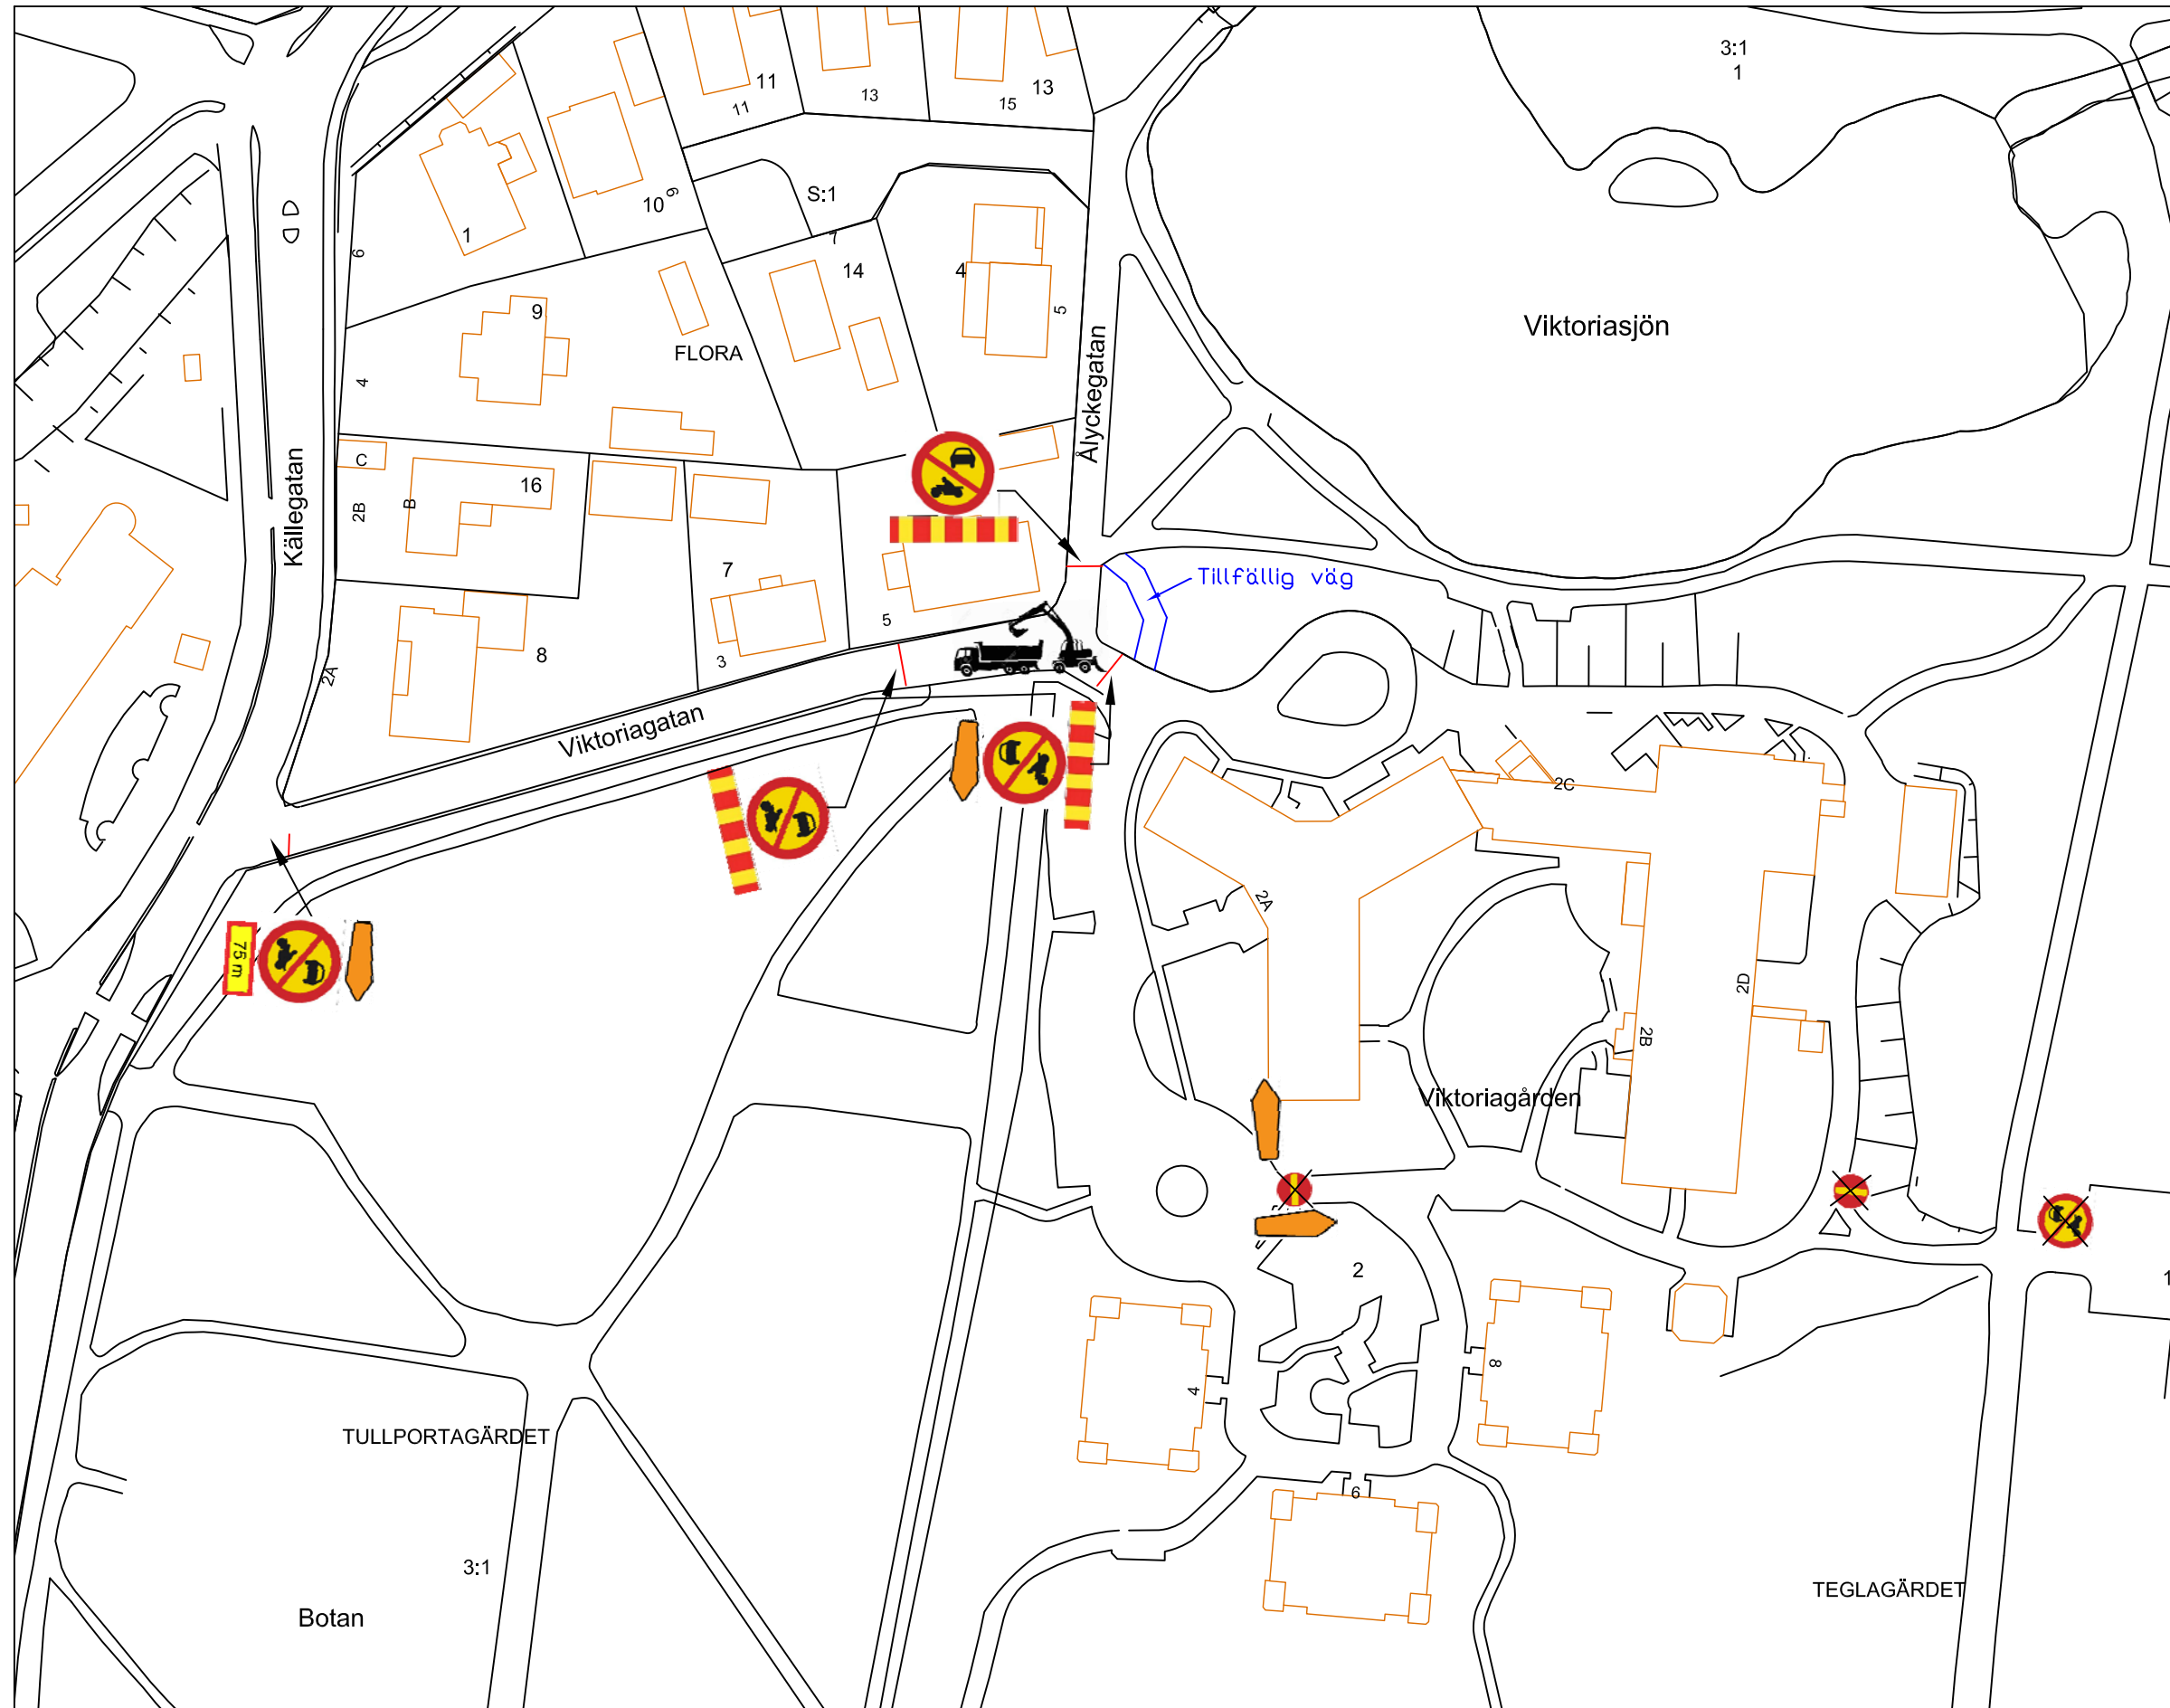 3:1
1
11
11
13
15
13
10
9
S:1
1
6
7
14
4
5
9
FLORA
4
Viktoriasjön
Ålyckegatan
Källegatan
C
16
B
2B
7
Tillfällig väg
5
8
3
2A
Viktoriagatan
2C
2A
75 m
2D
2B
Viktoriagården
2
1
4
8
TULLPORTAGÄRDET
6
3:1
TEGLAGÄRDET
Botan